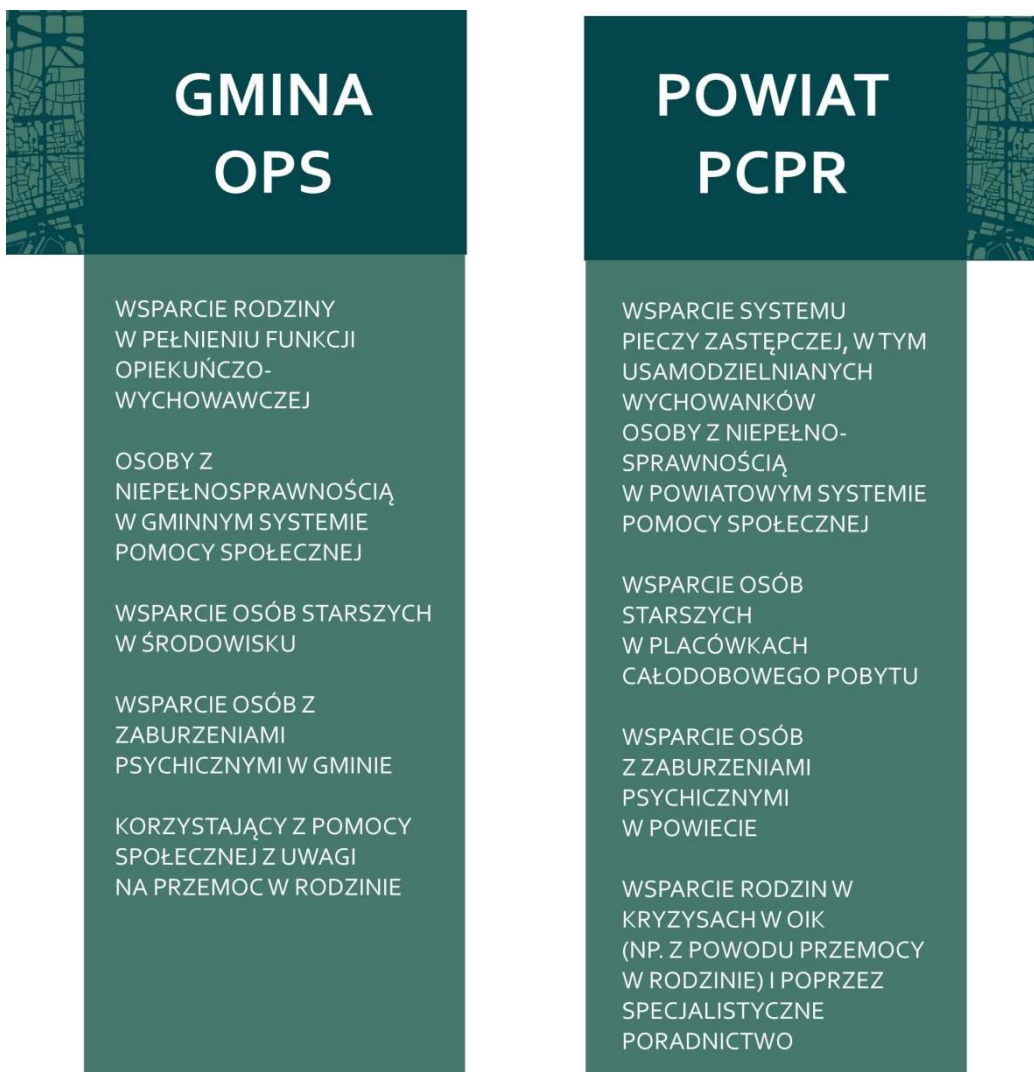 GMINA
OPS
WSPARCIE RODZINY
W PEŁNIENIU FUNKCJI
OPIEKUŃCZO-
WYCHOWAWCZEJ
OSOBY Z
NIEPEŁNOSPRAWNOŚCIĄ
W GMINNYM SYSTEMIE
POMOCY SPOŁECZNEJ
WSPARCIE OSÓB STARSZYCH
W ŚRODOWISKU
WSPARCIE OSÓB Z
ZABURZENIAMI
PSYCHICZNYMI W GMINIE
KORZYSTAJĄCY Z POMOCY
SPOŁECZNEJ Z UWAGI
NA PRZEMOC W RODZINIE
POWIAT
PCPR
WSPARCIE SYSTEMU
PIECZY ZASTĘPCZEJ, W TYM
USAMODZIELNIANYCH
WYCHOWANKÓW
OSOBY Z NIEPEŁNO-
SPRAWNOŚCIĄ
W POWIATOWYM SYSTEMIE
POMOCY SPOŁECZNEJ
WSPARCIE OSÓB
STARSZYCH
W PLACÓWKACH
CAŁODOBOWEGO POBYTU
WSPARCIE OSÓB
Z ZABURZENIAMI
PSYCHICZNYMI
W POWIECIE
WSPARCIE RODZIN W
KRYZYSACH W OIK
(NP. Z POWODU PRZEMOCY
W RODZINIE) I POPRZEZ
SPECJALISTYCZNE
PORADNICTWO